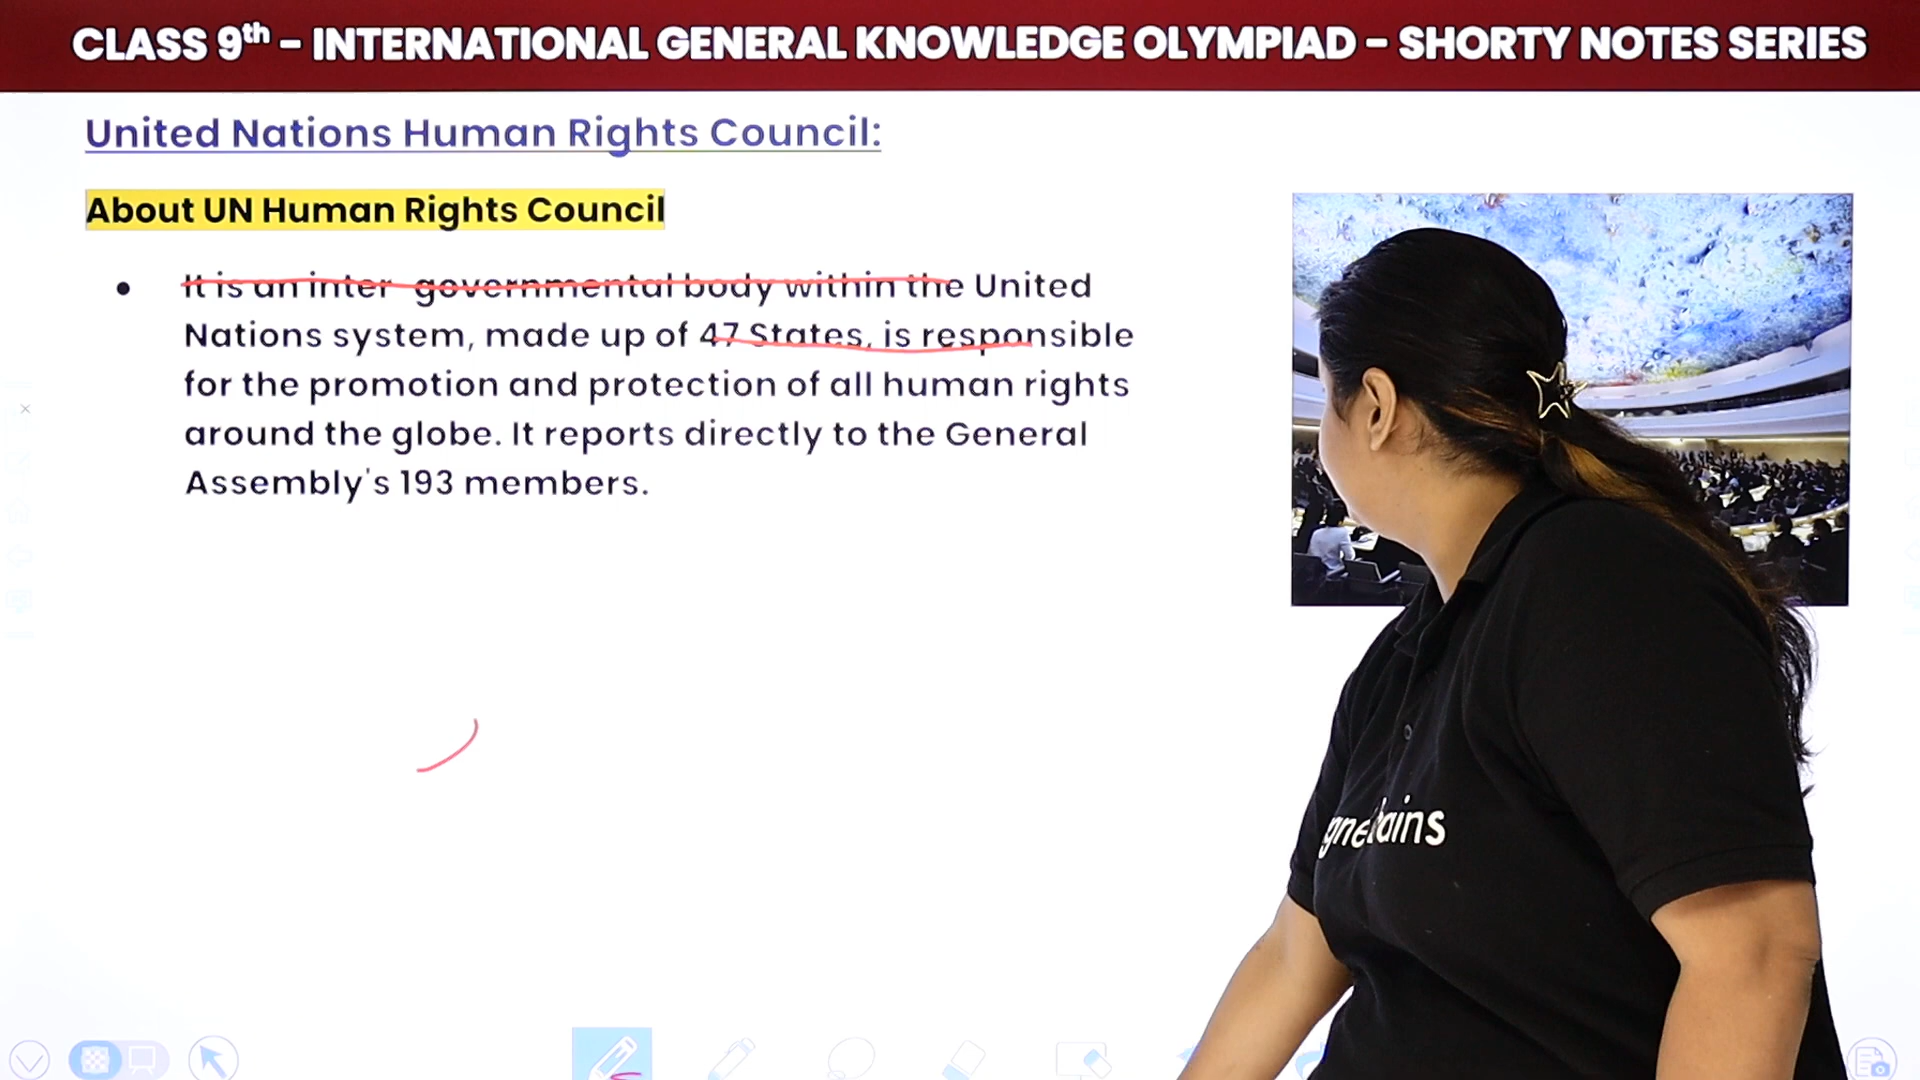 CLASS 9th - INTERNATIONAL GENERAL KNOWLEDGE OLYMPIAD - SHORTY NOTES SERIES
United Nations Human Rights Council:
About UN Human Rights Council
• It is an inter governmental body within the United
Nations system, made up of 47 States, is responsible
for the promotion and protection of all human rights
around the globe. It reports directly to the General
Assembly's 193 members.